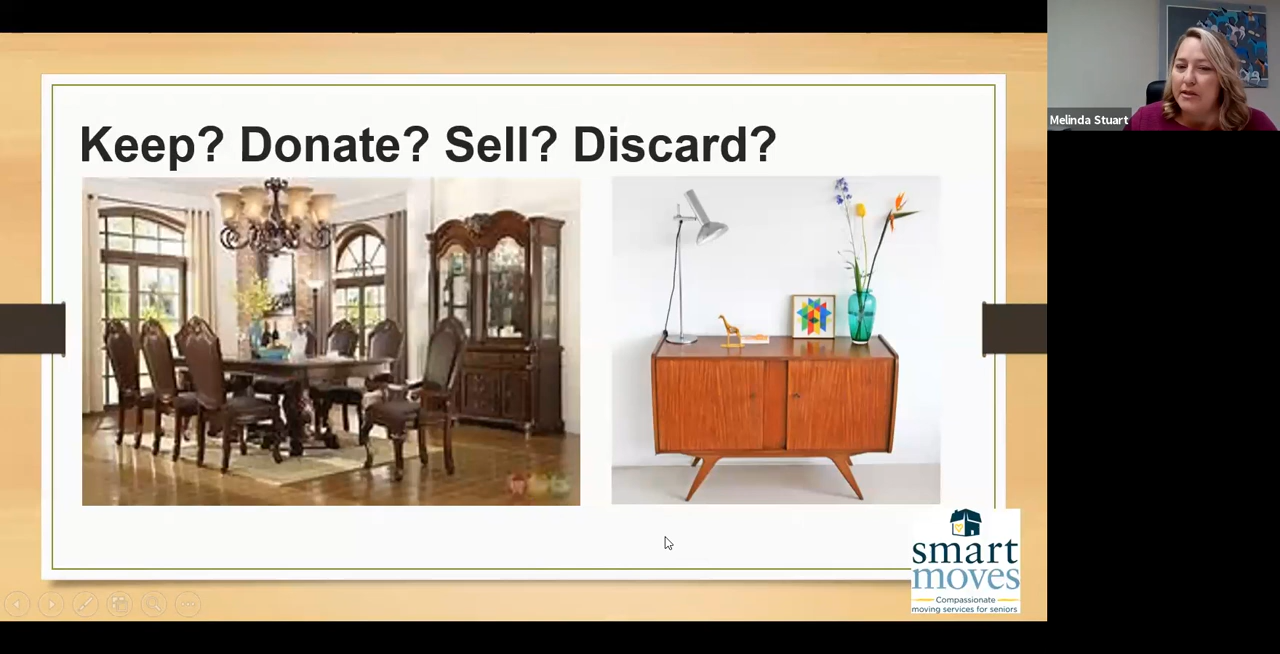 Keep? Donate? Sell? Discard?
Melinda Stuart
smart
moves
Compassionate
moving services for seniors